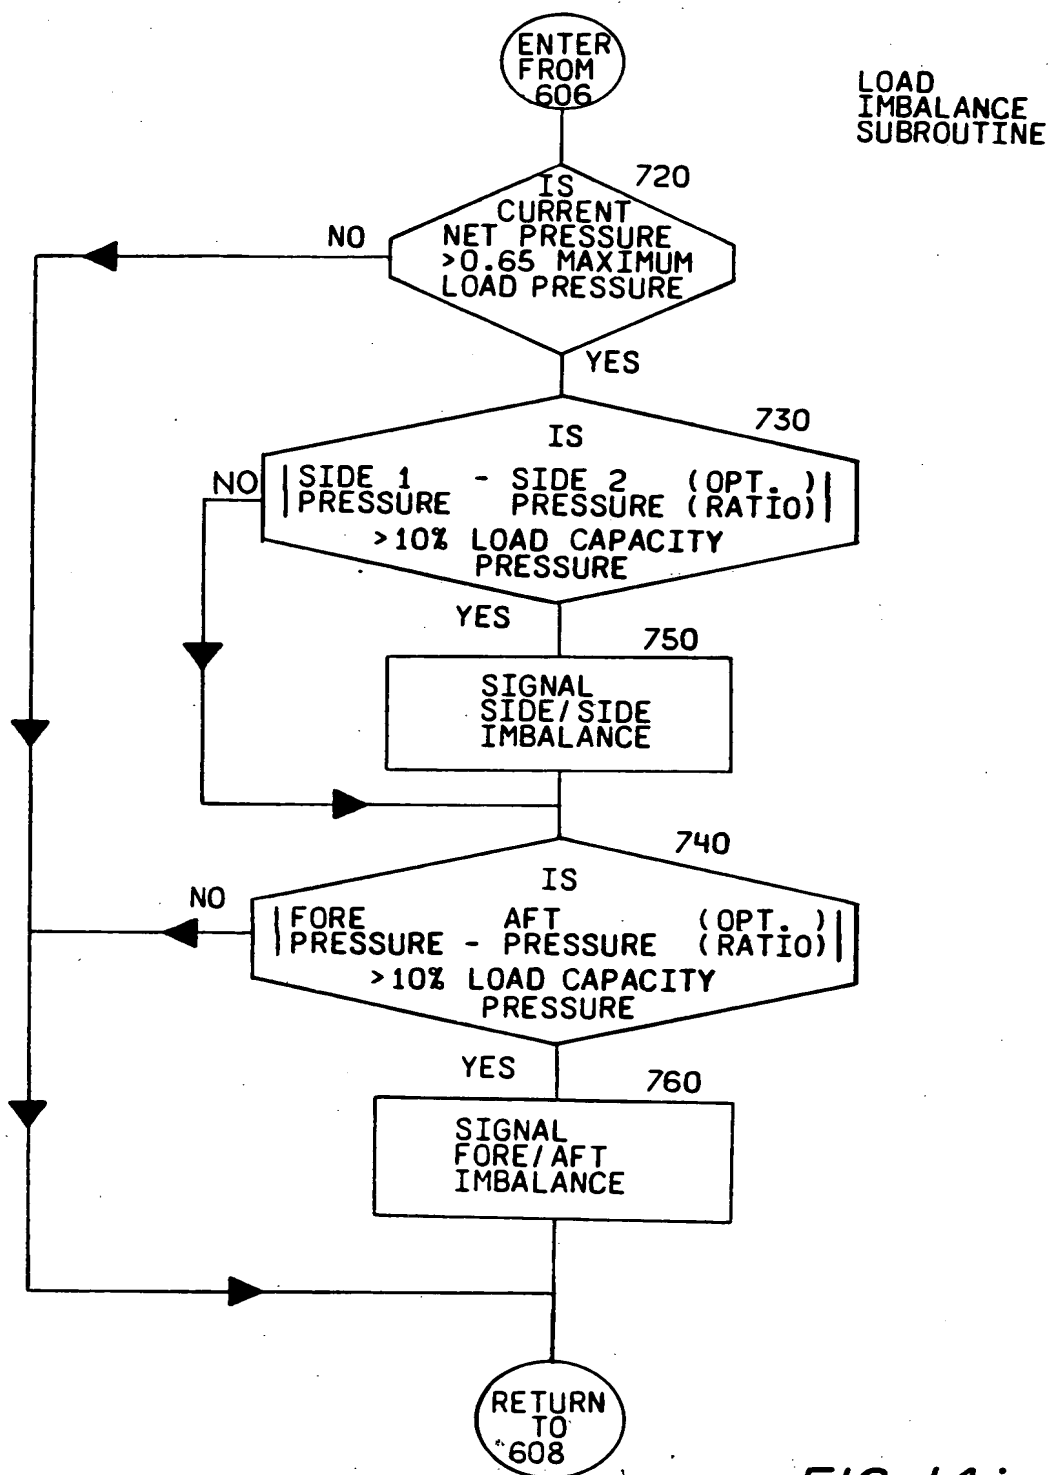 ENTER
FROM
606
LOAD
IMBALANCE
SUBROUTINE
720
IS
CURRENT
NET PRESSURE
>0.65 MAXIMUM
LOAD PRESSURE
NO
YES
730
IS
|SIDE 1 - SIDE 2 (OPT. )|
|PRESSURE PRESSURE (RATIO)|
>10% LOAD CAPACITY
PRESSURE
NO
YES
750
SIGNAL
SIDE/SIDE
IMBALANCE
740
IS
|FORE AFT (OPT. )|
|PRESSURE - PRESSURE (RATIO)|
>10% LOAD CAPACITY
PRESSURE
NO
YES
760
SIGNAL
FORE/AFT
IMBALANCE
RETURN
TO
608